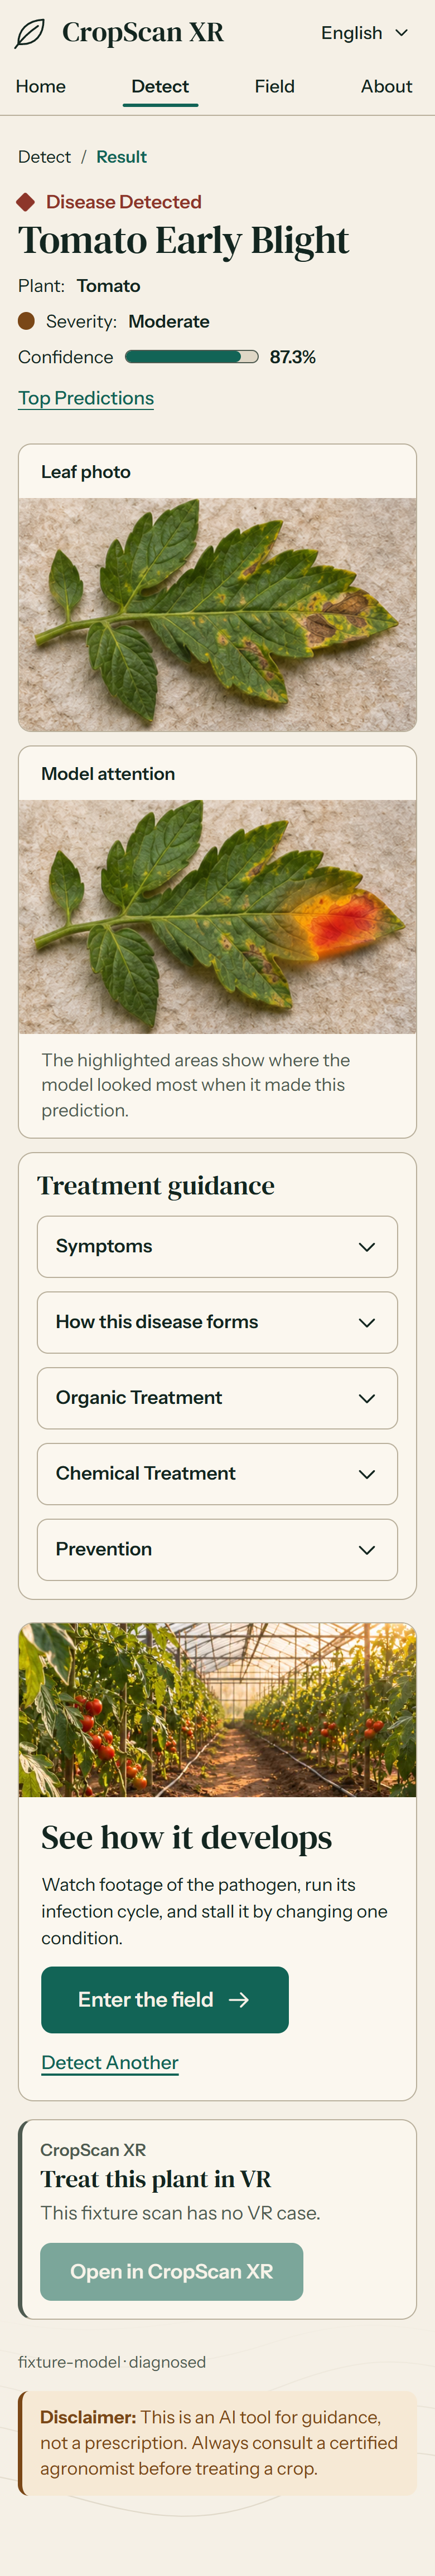 CropScan XR
English
Home Detect Field About
Detect / Result
Disease Detected
Tomato Early Blight
Plant: Tomato
Severity: Moderate
Confidence 87.3%
Top Predictions
Leaf photo
Model attention
The highlighted areas show where the
model looked most when it made this
prediction.
Treatment guidance
Symptoms
How this disease forms
Organic Treatment
Chemical Treatment
Prevention
See how it develops
Watch footage of the pathogen, run its
infection cycle, and stall it by changing one
condition.
Enter the field →
Detect Another
CropScan XR
Treat this plant in VR
This fixture scan has no VR case.
Open in CropScan XR
fixture-model · diagnosed
Disclaimer: This is an AI tool for guidance,
not a prescription. Always consult a certified
agronomist before treating a crop.